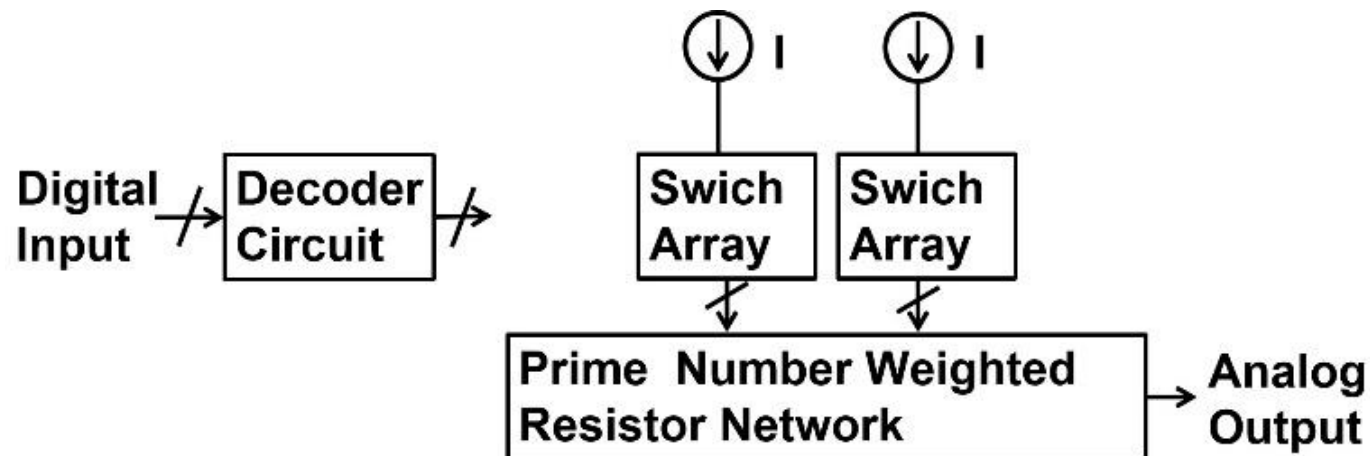 I
I
Digital
Input
Decoder
Circuit
Swich
Array
Swich
Array
Prime Number Weighted
Resistor Network
Analog
Output